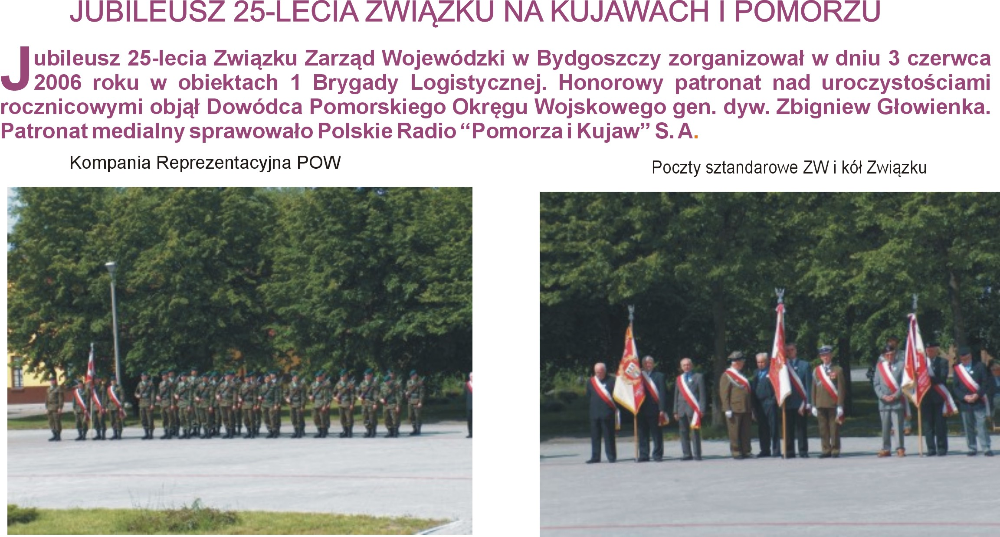 JUBILEUSZ 25-LECIA ZWIĄZKU NA KUJAWACH I POMORZU
Jubileusz 25-lecia Związku Zarząd Wojewódzki w Bydgoszczy zorganizował w dniu 3 czerwca
2006 roku w obiektach 1 Brygady Logistycznej. Honorowy patronat nad uroczystościami
rocznicowymi objął Dowódca Pomorskiego Okręgu Wojskowego gen. dyw. Zbigniew Głowienka.
Patronat medialny sprawowało Polskie Radio “Pomorza i Kujaw” S. A.
Kompania Reprezentacyjna POW
Poczty sztandarowe ZW i kół Związku